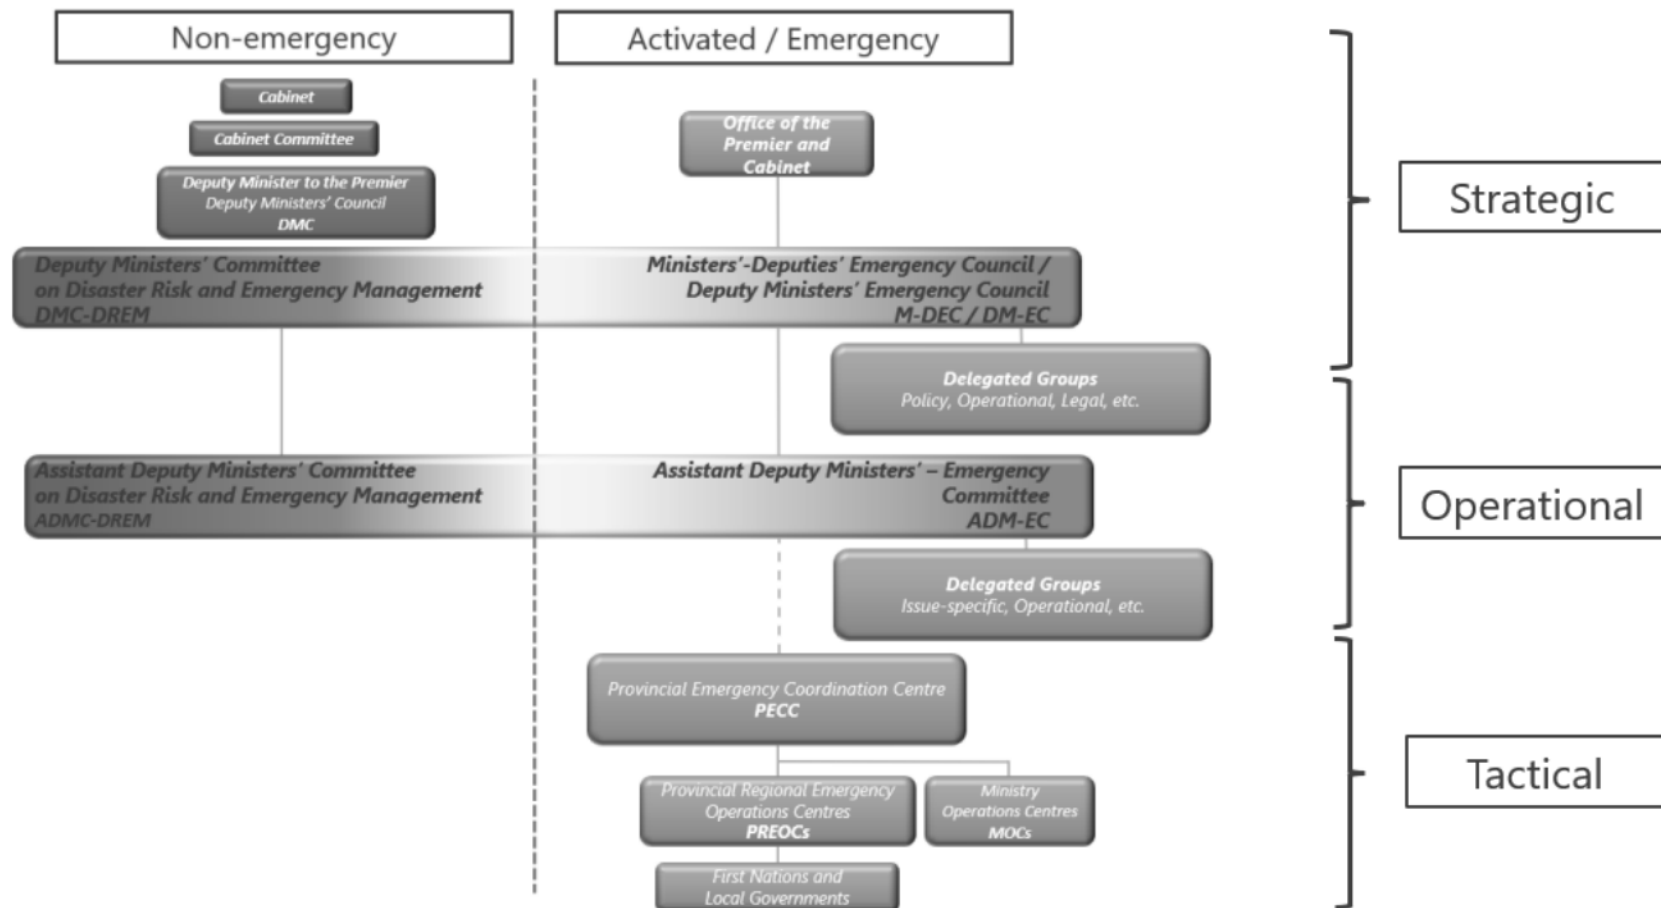 Non-emergency
Activated / Emergency
Cabinet
Cabinet Committee
Deputy Minister to the Premier
Deputy Ministers' Council
DMC
Office of the
Premier and
Cabinet
Strategic
Deputy Ministers' Committee
on Disaster Risk and Emergency Management
DMC-DREM
Ministers'-Deputies' Emergency Council /
Deputy Ministers' Emergency Council
M-DEC / DM-EC
Delegated Groups
Policy, Operational, Legal, etc.
Assistant Deputy Ministers' Committee
on Disaster Risk and Emergency Management
ADMC-DREM
Assistant Deputy Ministers' – Emergency
Committee
ADM-EC
Operational
Delegated Groups
Issue-specific, Operational, etc.
Provincial Emergency Coordination Centre
PECC
Tactical
Provincial Regional Emergency
Operations Centres
PREOCs
Ministry
Operations Centres
MOCs
First Nations and
Local Governments